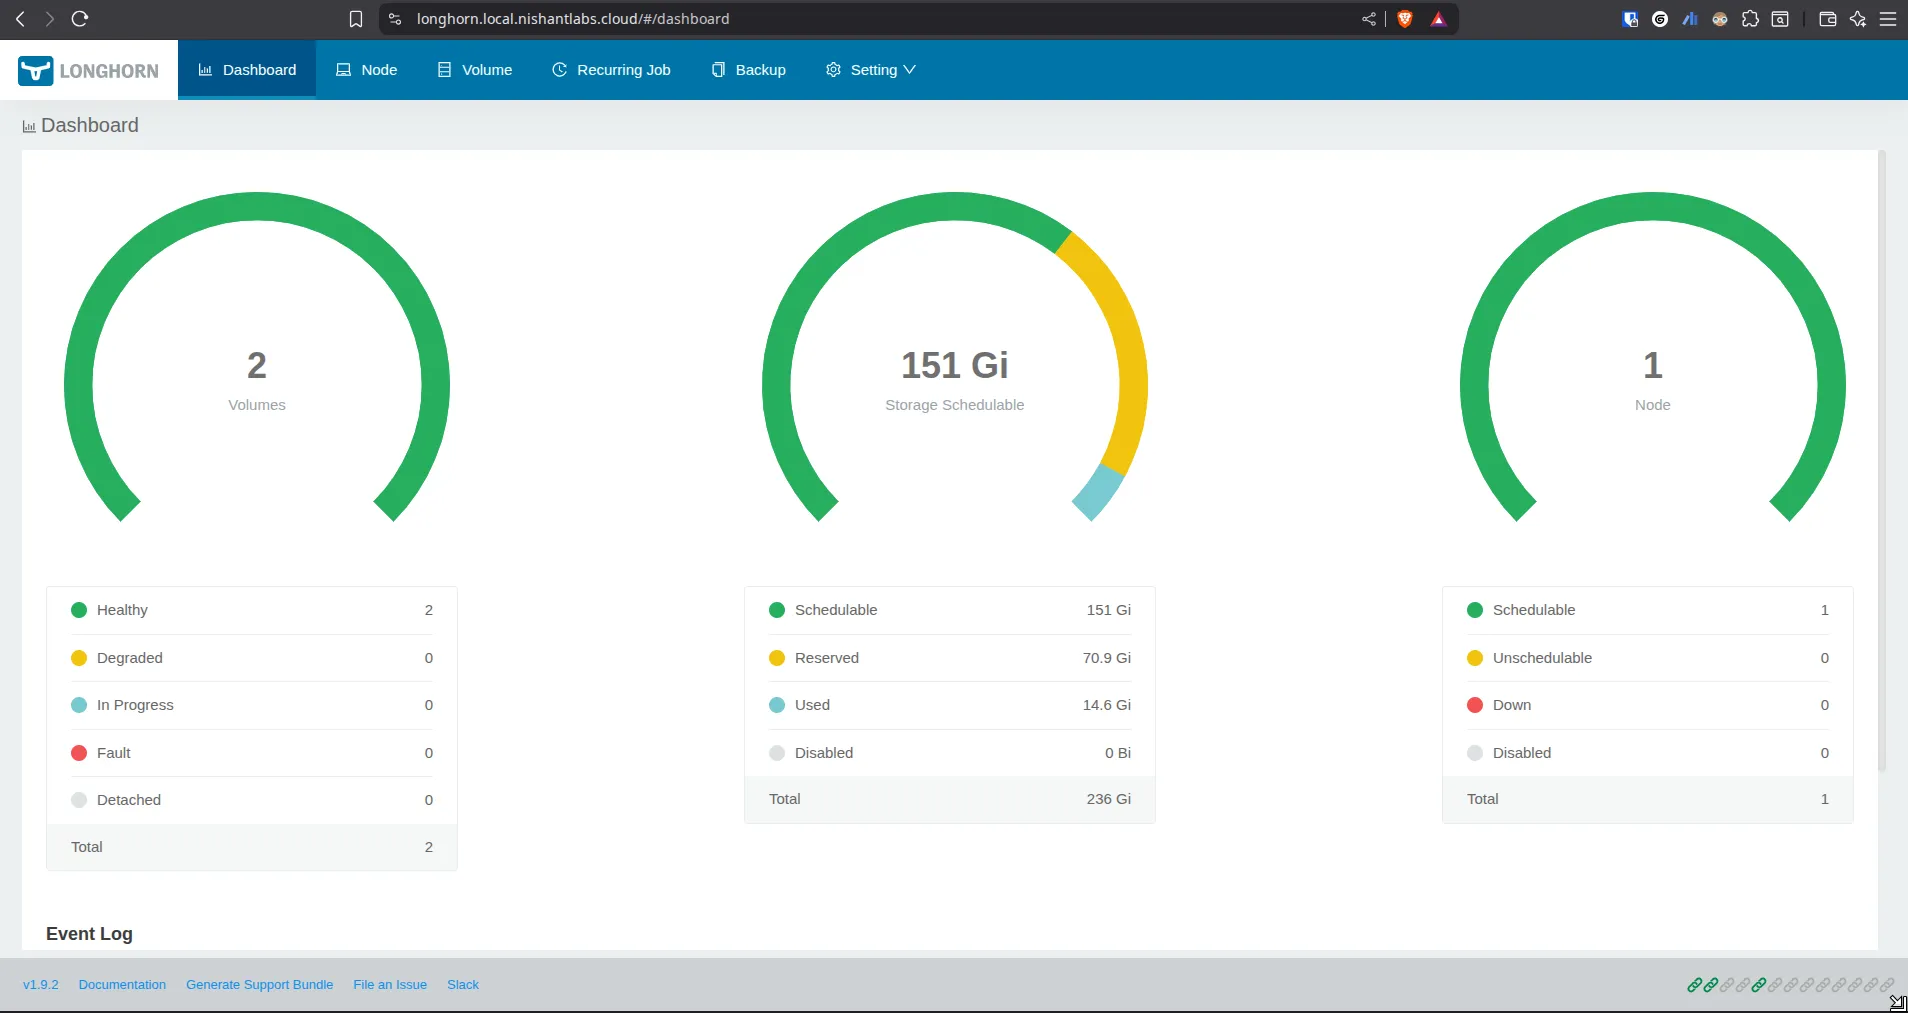 longhorn.local.nishantlabs.cloud/#/dashboard
LONGHORN Dashboard Node Volume Recurring Job Backup Setting
Dashboard
2
Volumes
151 Gi
Storage Schedulable
1
Node
Healthy 2
Degraded 0
In Progress 0
Fault 0
Detached 0
Total 2
Schedulable 151 Gi
Reserved 70.9 Gi
Used 14.6 Gi
Disabled 0 Bi
Total 236 Gi
Schedulable 1
Unschedulable 0
Down 0
Disabled 0
Total 1
Event Log
v1.9.2 Documentation Generate Support Bundle File an Issue Slack